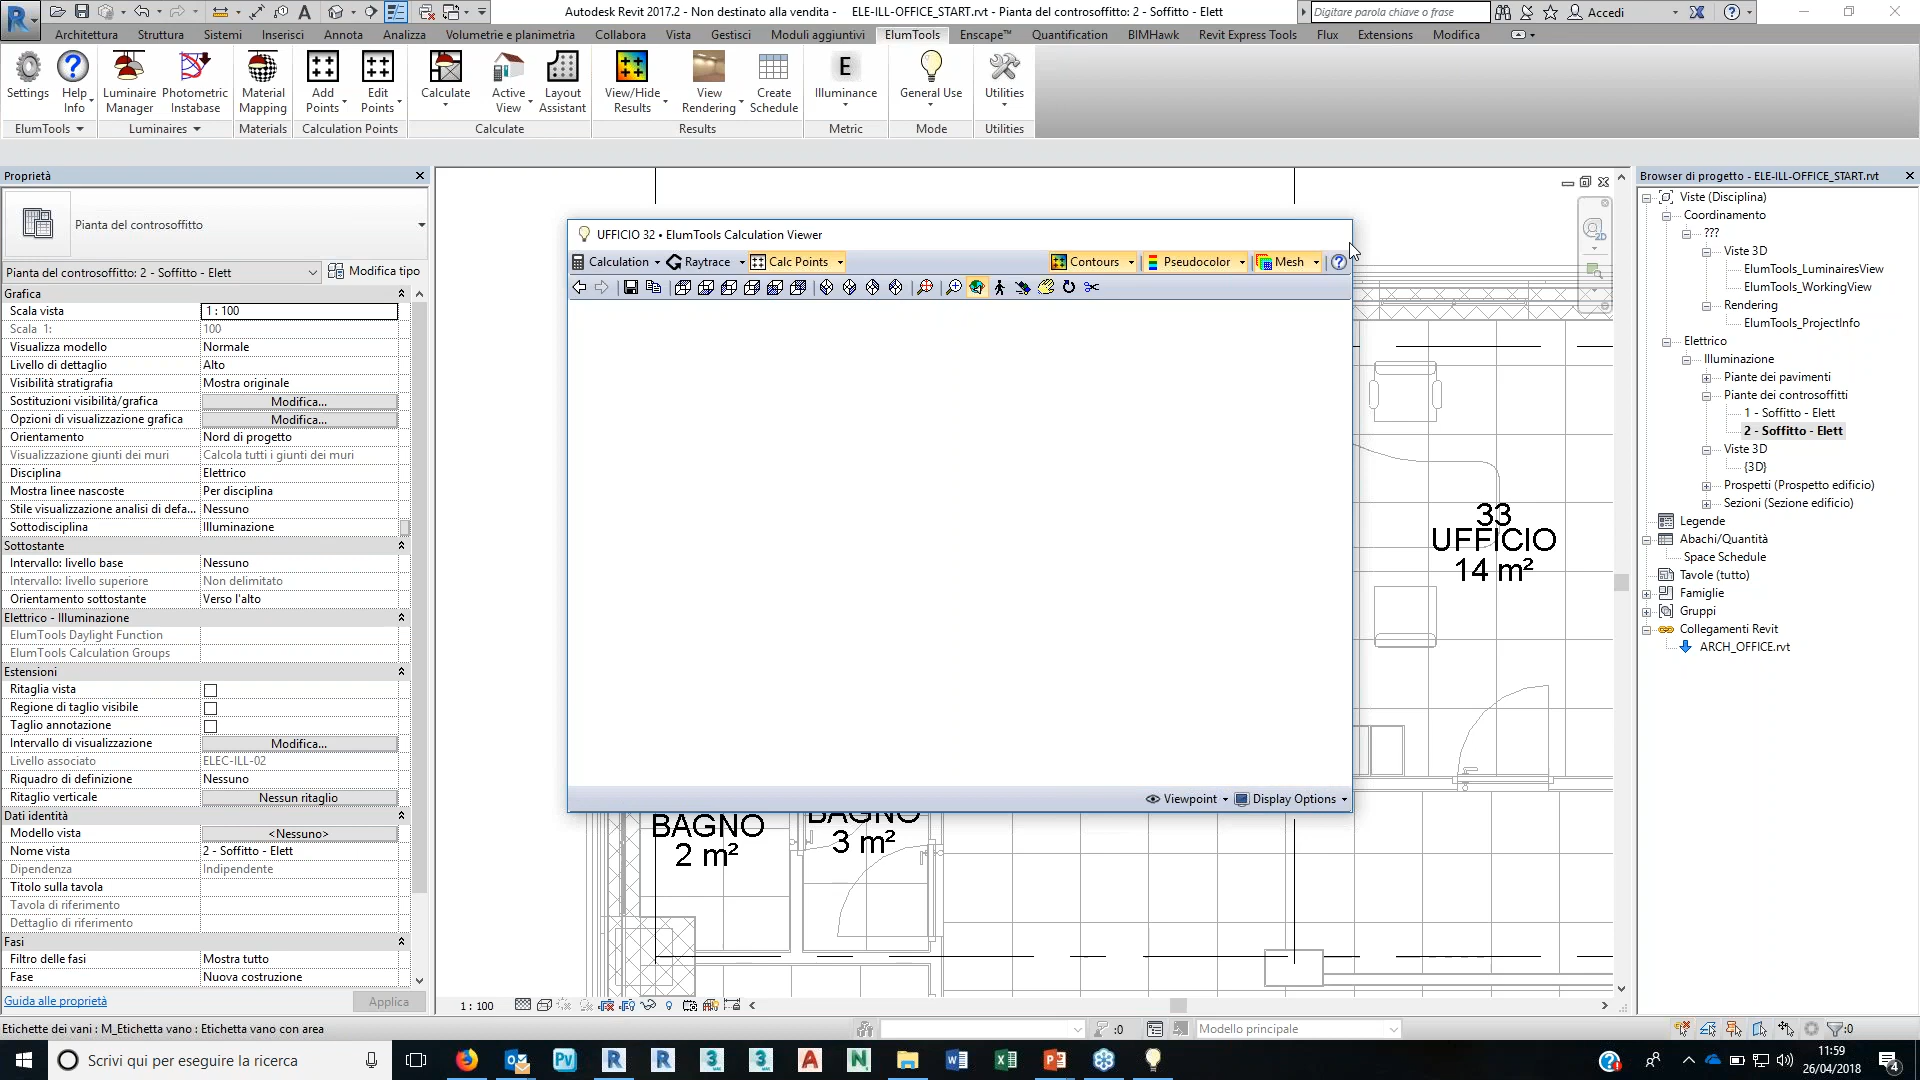 Autodesk Revit 2017.2 - Non destinato alla vendita - ELE-ILL-OFFICE_START.rvt - Pianta del controsoffitto: 2 - Soffitto - Elett
Digitare parola chiave o frase
Accedi
Architettura Struttura Sistemi Inserisci Annota Analizza Volumetrie e planimetria Collabora Vista Gestisci Moduli aggiuntivi ElumTools Enscape™ Quantification BIMHawk Revit Express Tools Flux Extensions Modifica
Settings
Help Info
Luminaire Manager
Photometric Instabase
Material Mapping
Add Points
Edit Points
Calculate
Active View
Layout Assistant
View/Hide Results
View Rendering
Create Schedule
E
Illuminance
General Use
Utilities
ElumTools Luminaires Materials Calculation Points Calculate Results Metric Mode Utilities
Proprietà
Pianta del controsoffitto
Pianta del controsoffitto: 2 - Soffitto - Elett
Modifica tipo
Grafica
Scala vista 1 : 100
Scala 1: 100
Visualizza modello Normale
Livello di dettaglio Alto
Visibilità stratigrafia Mostra originale
Sostituzioni visibilità/grafica Modifica...
Opzioni di visualizzazione grafica Modifica...
Orientamento Nord di progetto
Visualizzazione giunti dei muri Calcola tutti i giunti dei muri
Disciplina Elettrico
Mostra linee nascoste Per disciplina
Stile visualizzazione analisi di defa... Nessuno
Sottodisciplina Illuminazione
Sottostante
Intervallo: livello base Nessuno
Intervallo: livello superiore Non delimitato
Orientamento sottostante Verso l'alto
Elettrico - Illuminazione
ElumTools Daylight Function
ElumTools Calculation Groups
Estensioni
Ritaglia vista
Regione di taglio visibile
Taglio annotazione
Intervallo di visualizzazione Modifica...
Livello associato ELEC-ILL-02
Riquadro di definizione Nessuno
Ritaglio verticale Nessun ritaglio
Dati identità
Modello vista <Nessuno>
Nome vista 2 - Soffitto - Elett
Dipendenza Indipendente
Titolo sulla tavola
Tavola di riferimento
Dettaglio di riferimento
Fasi
Filtro delle fasi Mostra tutto
Fase Nuova costruzione
Guida alle proprietà
Applica
UFFICIO 32 • ElumTools Calculation Viewer
Calculation Raytrace Calc Points Contours Pseudocolor Mesh
Viewpoint Display Options
33
UFFICIO
14 m²
BAGNO
2 m²
BAGNO
3 m²
2D
Browser di progetto - ELE-ILL-OFFICE_START.rvt
Viste (Disciplina)
Coordinamento
???
Viste 3D
ElumTools_LuminairesView
ElumTools_WorkingView
Rendering
ElumTools_ProjectInfo
Elettrico
Illuminazione
Piante dei pavimenti
Piante dei controsoffitti
1 - Soffitto - Elett
2 - Soffitto - Elett
Viste 3D
{3D}
Prospetti (Prospetto edificio)
Sezioni (Sezione edificio)
Legende
Abachi/Quantità
Space Schedule
Tavole (tutto)
Famiglie
Gruppi
Collegamenti Revit
ARCH_OFFICE.rvt
1 : 100
Etichette dei vani : M_Etichetta vano : Etichetta vano con area
:0
Modello principale
:0
Scrivi qui per eseguire la ricerca
11:59
26/04/2018
4